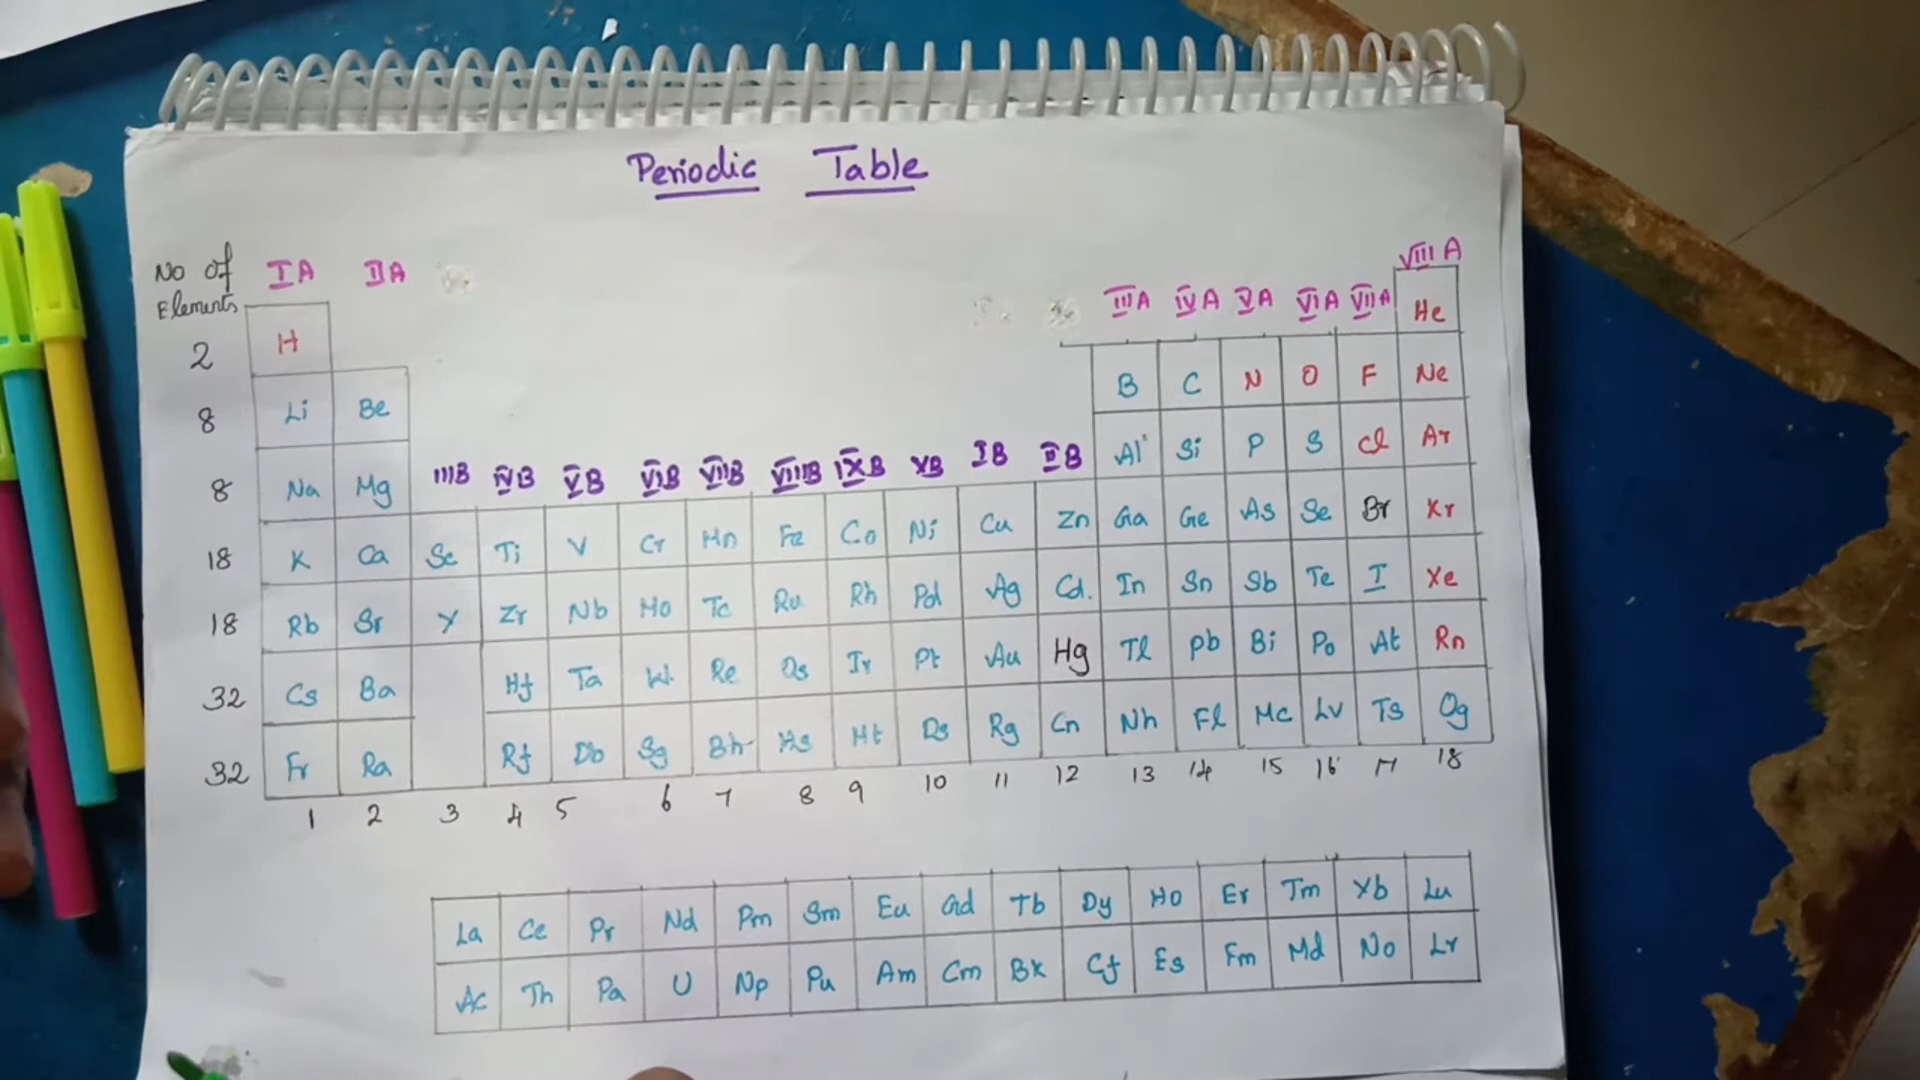 Periodic Table
No of Elements IA IIA IIIA IVA VA VIA VIIA VIIIA
2 H He
8 Li Be B C N O F Ne
8 Na Mg IIIB IVB VB VIB VIIB VIIIB IXB XB IB IIB Al Si P S Cl Ar
18 K Ca Sc Ti V Cr Mn Fe Co Ni Cu Zn Ga Ge As Se Br Kr
18 Rb Sr Y Zr Nb Mo Tc Ru Rh Pd Ag Cd. In Sn Sb Te I Xe
32 Cs Ba Hf Ta W. Re Os Ir Pt Au Hg Tl Pb Bi Po At Rn
32 Fr Ra Rf Db Sg Bh Hs Mt Ds Rg Cn Nh Fl Mc Lv Ts Og
1 2 3 4 5 6 7 8 9 10 11 12 13 14 15 16 17 18
La Ce Pr Nd Pm Sm Eu Gd Tb Dy Ho Er Tm Yb Lu
Ac Th Pa U Np Pu Am Cm Bk Cf Es Fm Md No Lr